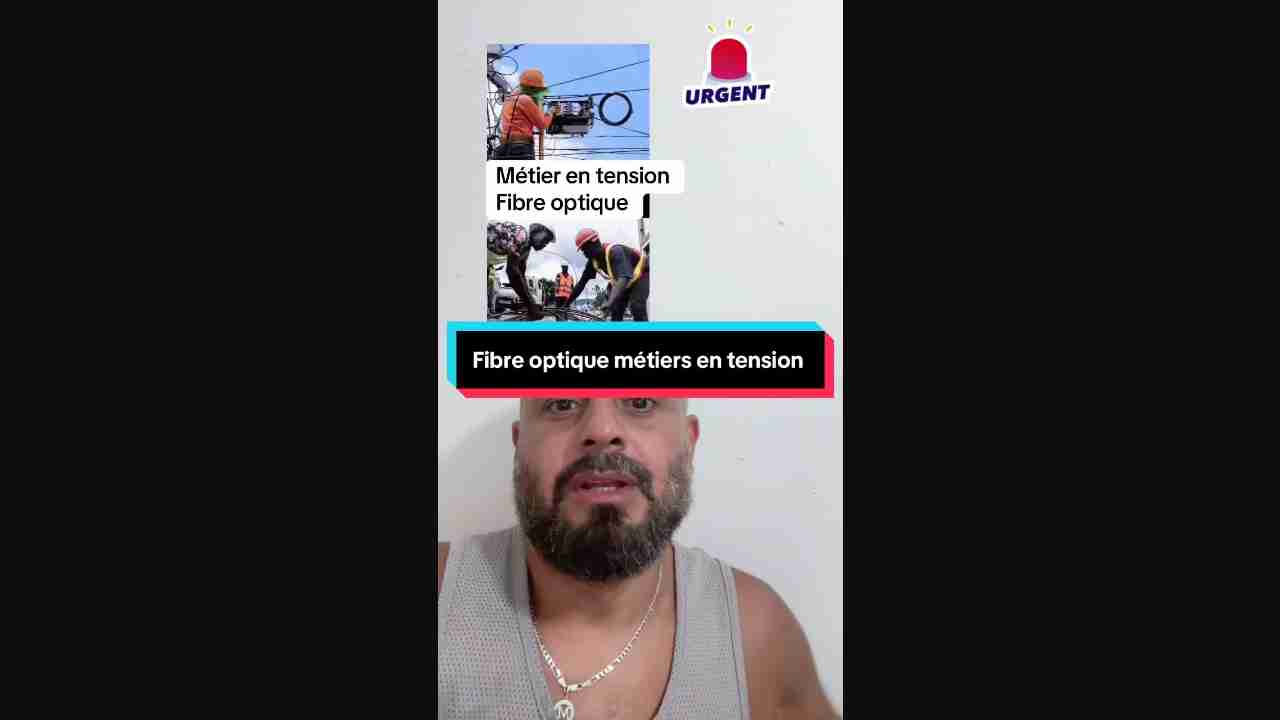 URGENT
Métier en tension
Fibre optique
Fibre optique métiers en tension
M